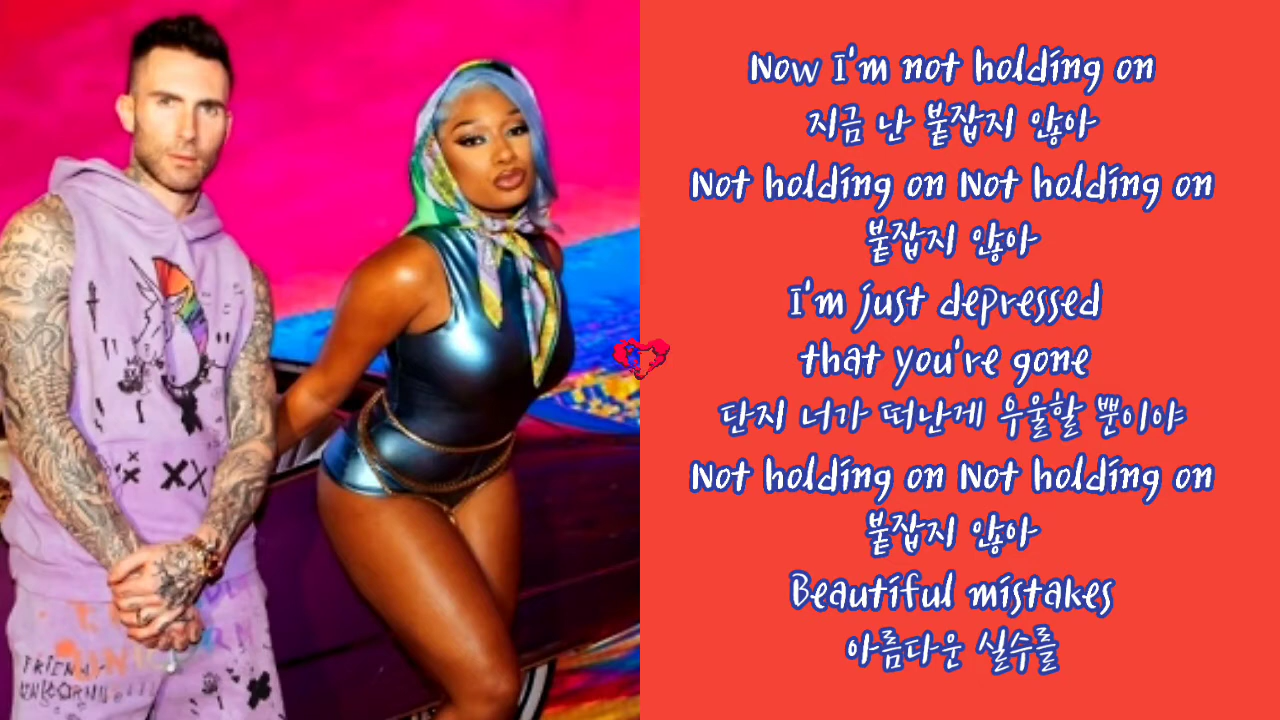 Now I'm not holding on
지금 난 붙잡지 않아
Not holding on Not holding on
붙잡지 않아
I'm just depressed
that you're gone
단지 너가 떠난게 우울할 뿐이야
Not holding on Not holding on
붙잡지 않아
Beautiful mistakes
아름다운 실수를
XX